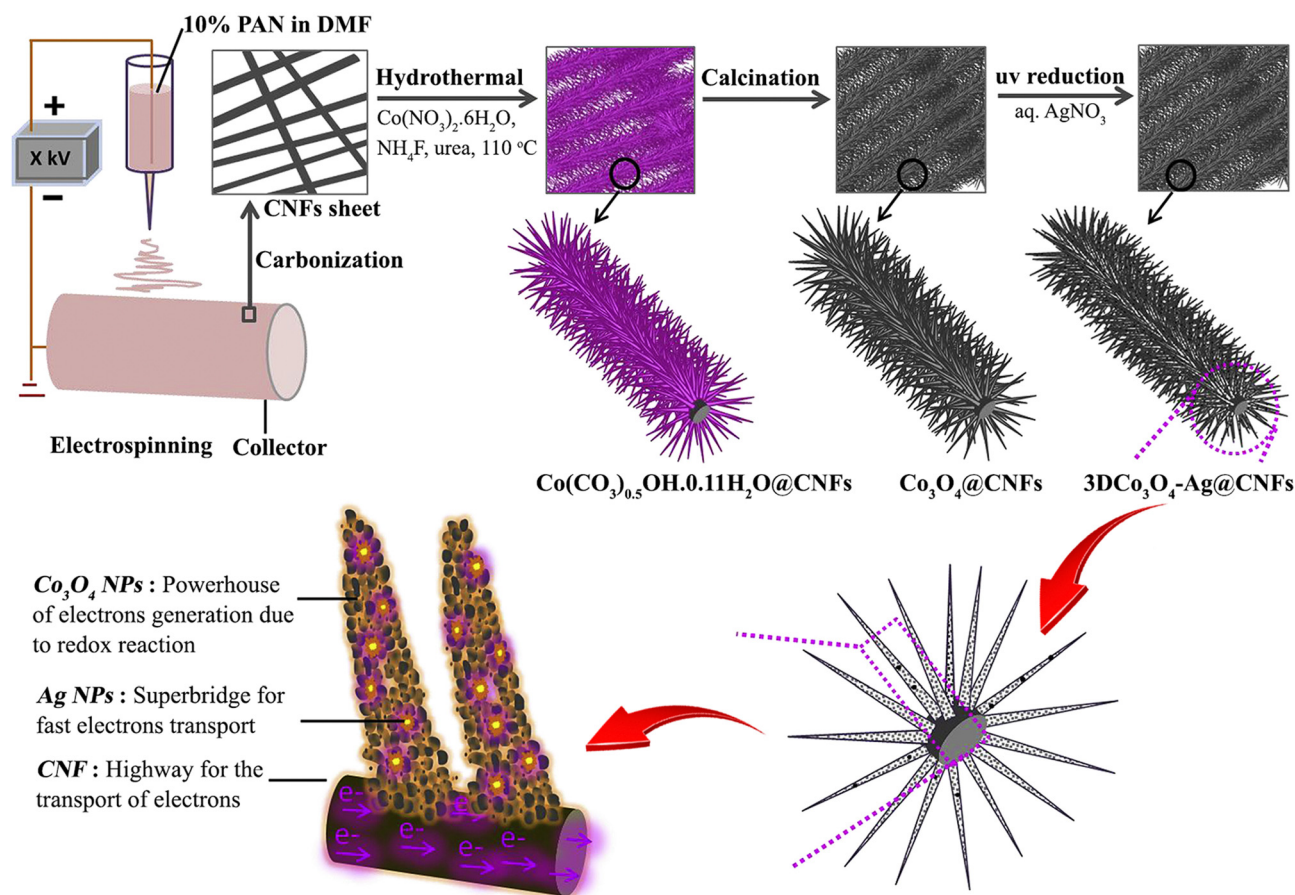 10% PAN in DMF
+
X kV
−
CNFs sheet
Carbonization
Electrospinning
Collector
Hydrothermal
Co(NO₃)₂.6H₂O,
NH₄F, urea, 110 °C
Calcination
uv reduction
aq. AgNO₃
Co(CO₃)₀.₅OH.0.11H₂O@CNFs
Co₃O₄@CNFs
3DCo₃O₄-Ag@CNFs
Co₃O₄ NPs : Powerhouse
of electrons generation due
to redox reaction
Ag NPs : Superbridge for
fast electrons transport
CNF : Highway for the
transport of electrons
e-
e-
e-
e-
e-
e-